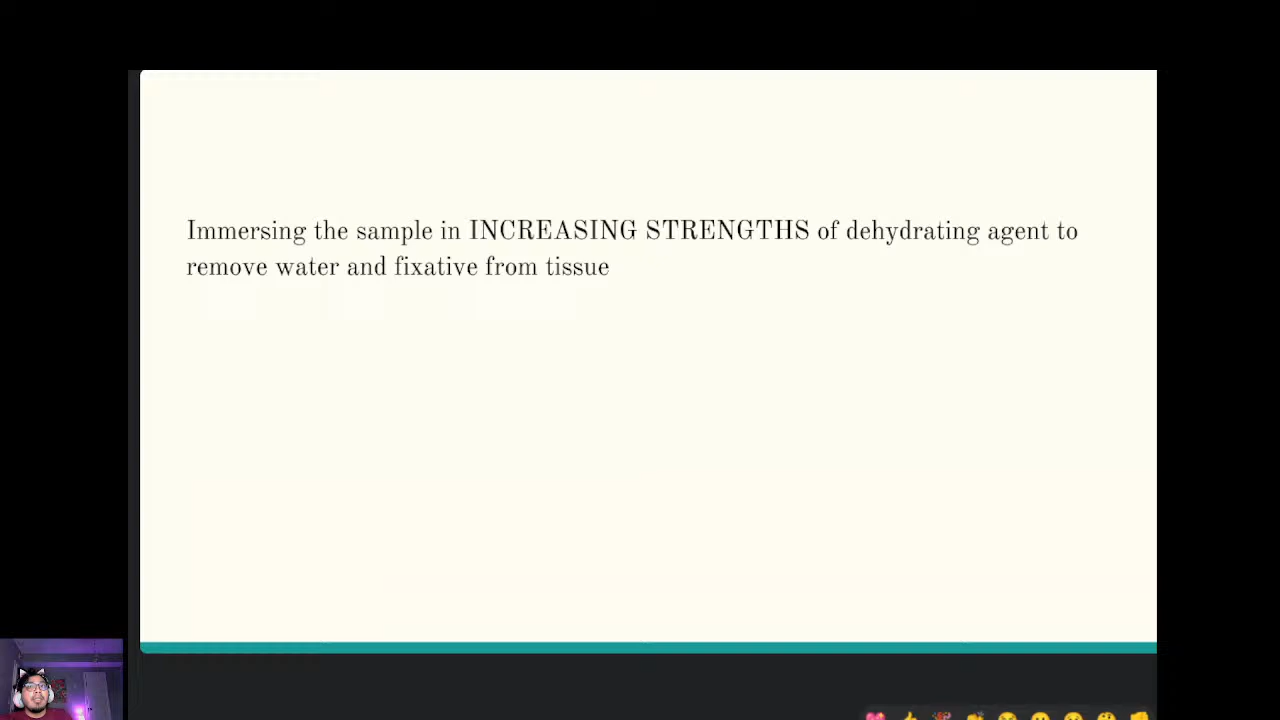 Immersing the sample in INCREASING STRENGTHS of dehydrating agent to
remove water and fixative from tissue